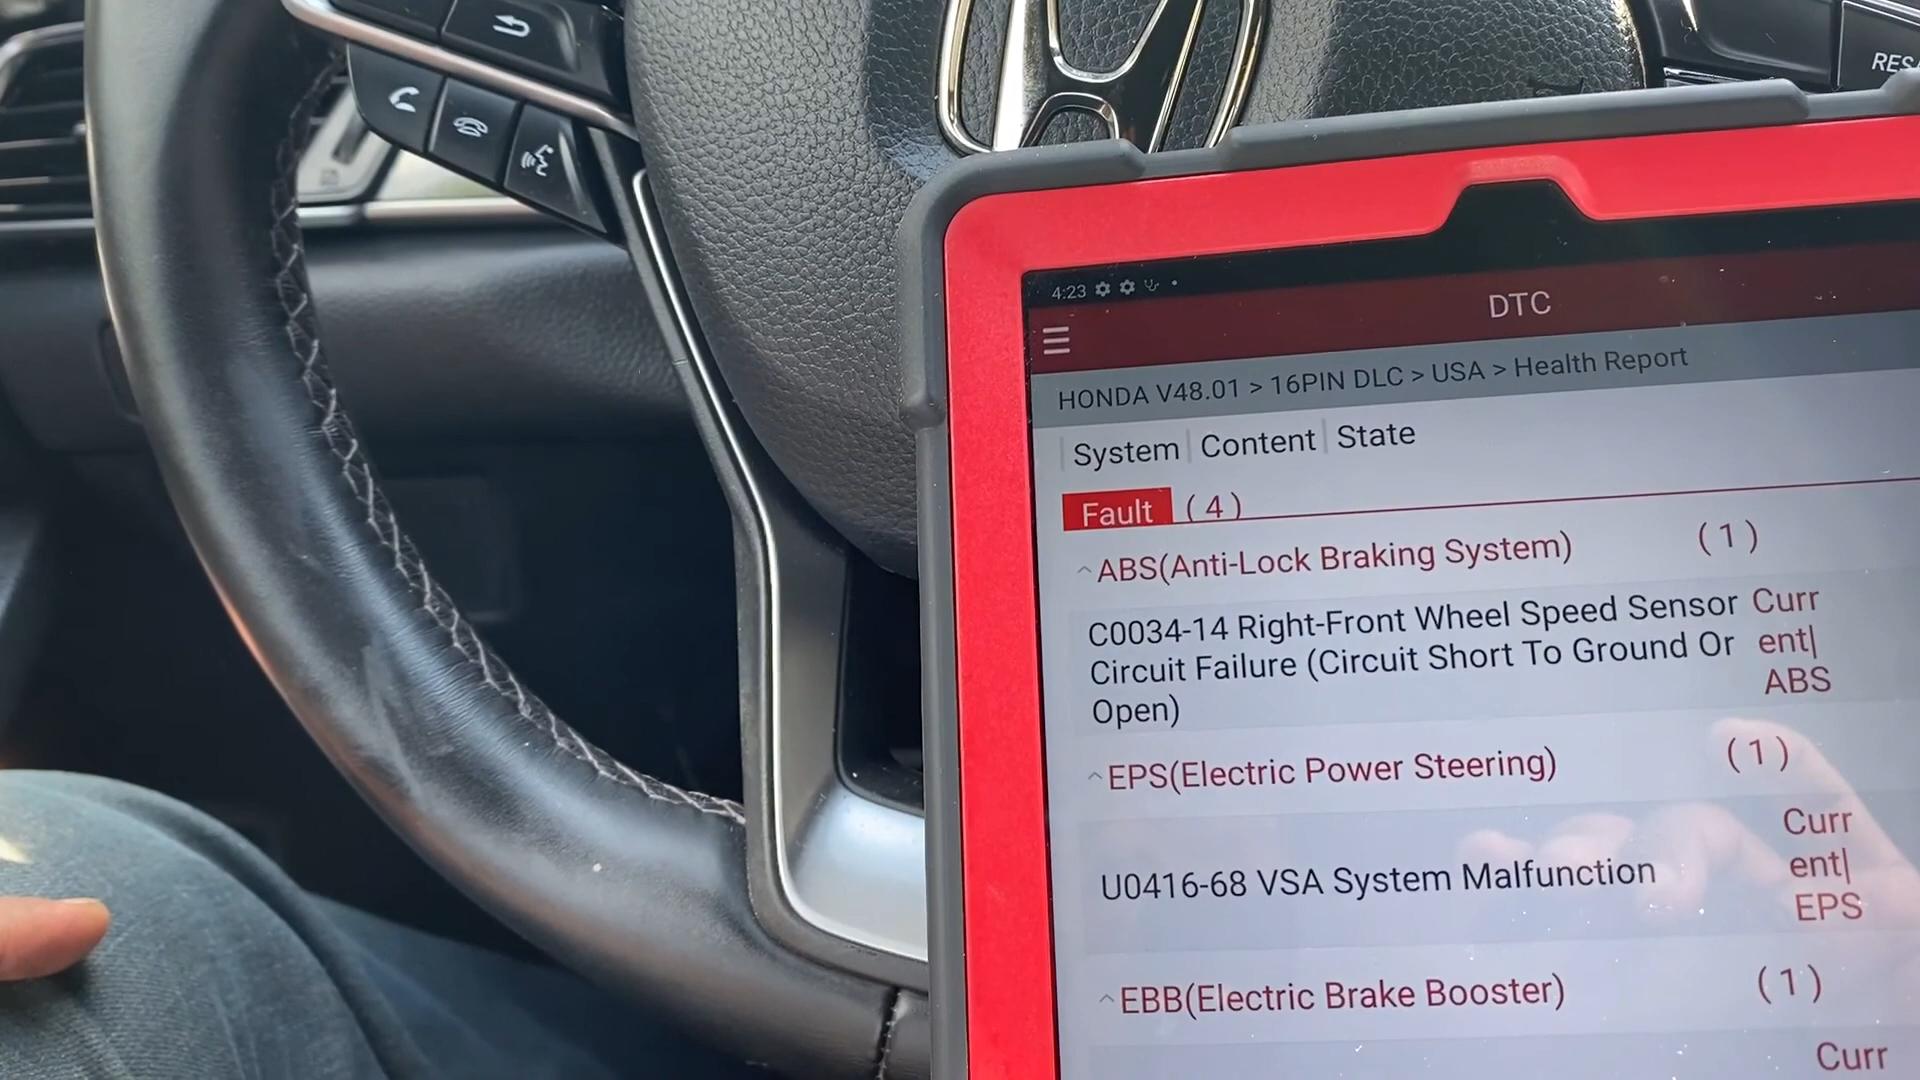 RES
4:23
DTC
HONDA V48.01 > 16PIN DLC > USA > Health Report
System Content State
Fault ( 4 )
ABS(Anti-Lock Braking System) ( 1 )
C0034-14 Right-Front Wheel Speed Sensor
Circuit Failure (Circuit Short To Ground Or
Open)
Curr
ent|
ABS
EPS(Electric Power Steering) ( 1 )
U0416-68 VSA System Malfunction
Curr
ent|
EPS
EBB(Electric Brake Booster) ( 1 )
Curr